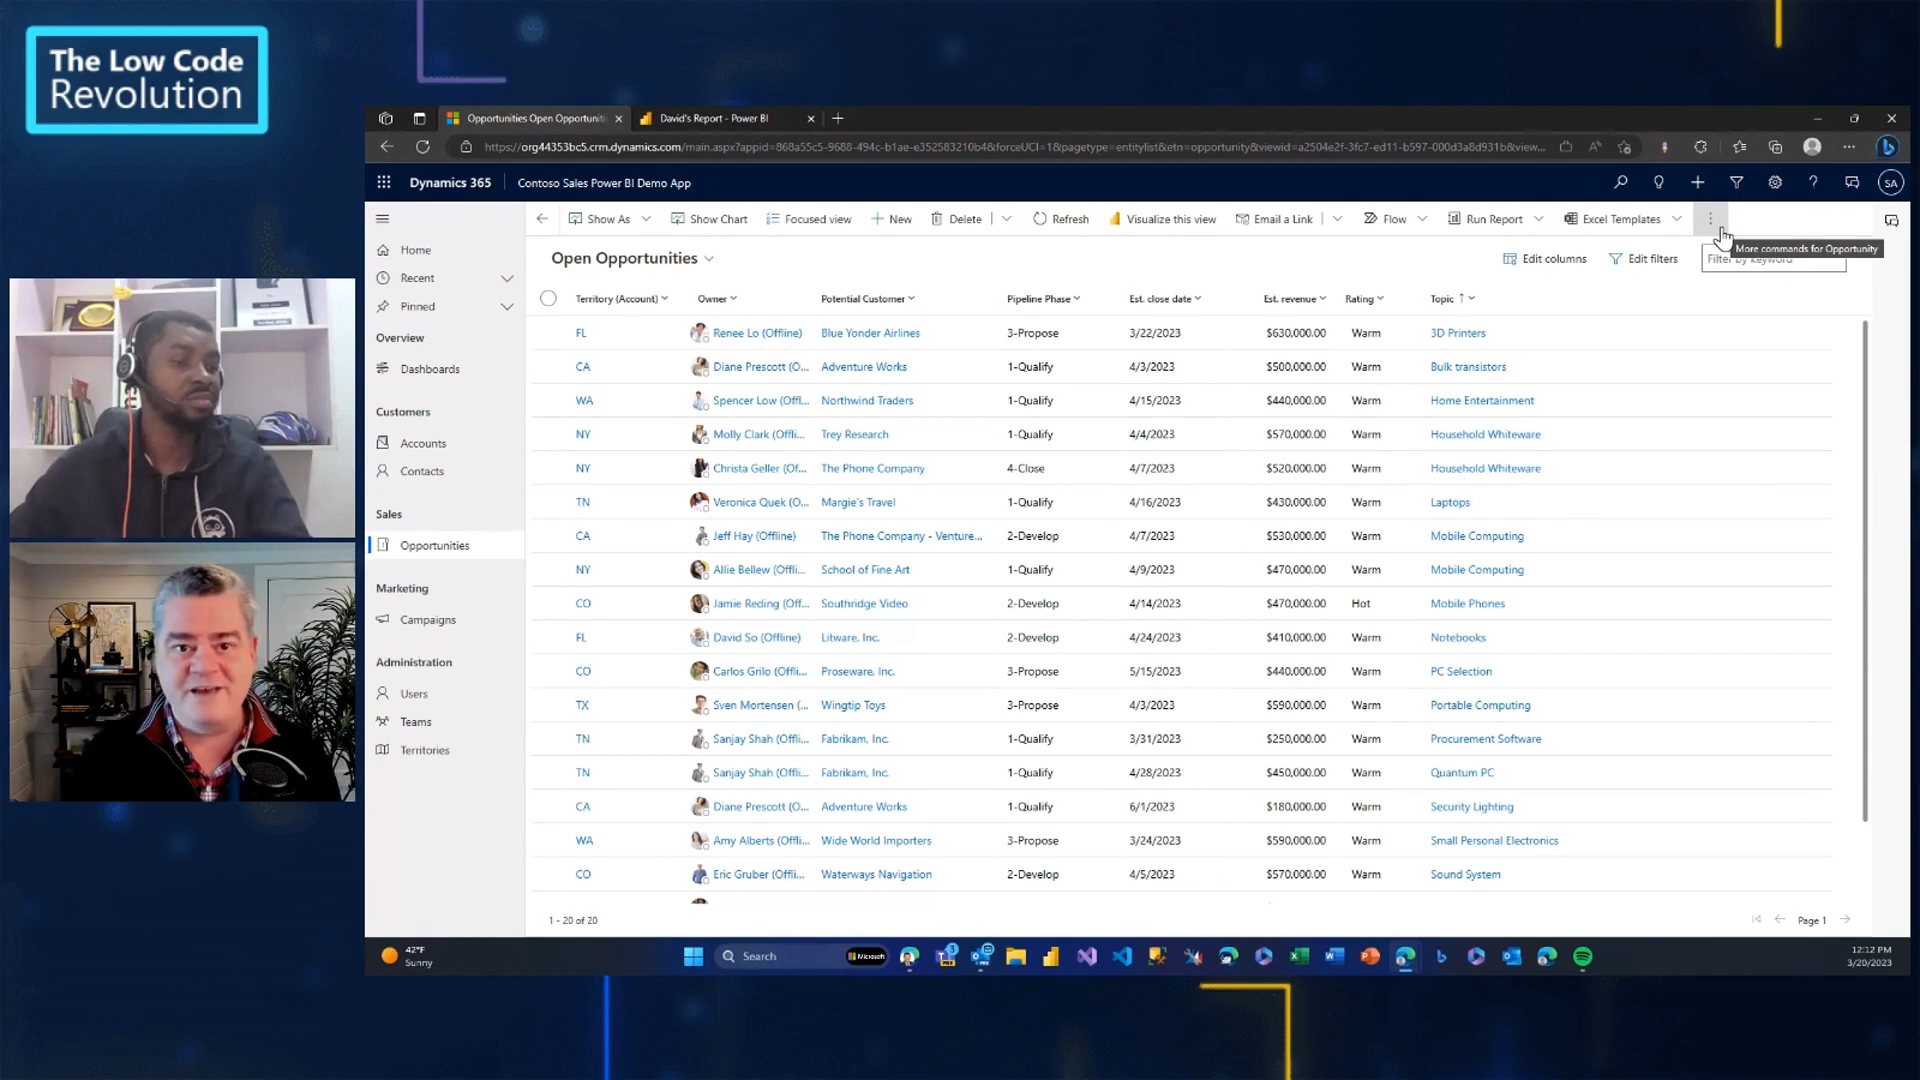 The Low Code
Revolution
Opportunities Open Opportuniti
David's Report - Power BI
https://org44353bc5.crm.dynamics.com/main.aspx?appid=868a55c5-9688-494c-b1ae-e352583210b4&forceUCI=1&pagetype=entitylist&etn=opportunity&viewid=a2504e2f-3fc7-ed11-b597-000d3a8d931b&view...
Dynamics 365
Contoso Sales Power BI Demo App
SA
Show As
Show Chart
Focused view
New
Delete
Refresh
Visualize this view
Email a Link
Flow
Run Report
Excel Templates
More commands for Opportunity
Home
Recent
Pinned
Overview
Dashboards
Customers
Accounts
Contacts
Sales
Opportunities
Marketing
Campaigns
Administration
Users
Teams
Territories
Open Opportunities
Edit columns
Edit filters
Filter by keyword
Territory (Account) Owner Potential Customer Pipeline Phase Est. close date Est. revenue Rating Topic ↑
FL Renee Lo (Offline) Blue Yonder Airlines 3-Propose 3/22/2023 $630,000.00 Warm 3D Printers
CA Diane Prescott (O... Adventure Works 1-Qualify 4/3/2023 $500,000.00 Warm Bulk transistors
WA Spencer Low (Offl... Northwind Traders 1-Qualify 4/15/2023 $440,000.00 Warm Home Entertainment
NY Molly Clark (Offli... Trey Research 1-Qualify 4/4/2023 $570,000.00 Warm Household Whiteware
NY Christa Geller (Of... The Phone Company 4-Close 4/7/2023 $520,000.00 Warm Household Whiteware
TN Veronica Quek (O... Margie's Travel 1-Qualify 4/16/2023 $430,000.00 Warm Laptops
CA Jeff Hay (Offline) The Phone Company - Venture... 2-Develop 4/7/2023 $530,000.00 Warm Mobile Computing
NY Allie Bellew (Offli... School of Fine Art 1-Qualify 4/9/2023 $470,000.00 Warm Mobile Computing
CO Jamie Reding (Off... Southridge Video 2-Develop 4/14/2023 $470,000.00 Hot Mobile Phones
FL David So (Offline) Litware, Inc. 2-Develop 4/24/2023 $410,000.00 Warm Notebooks
CO Carlos Grilo (Offli... Proseware, Inc. 3-Propose 5/15/2023 $440,000.00 Warm PC Selection
TX Sven Mortensen (... Wingtip Toys 3-Propose 4/3/2023 $590,000.00 Warm Portable Computing
TN Sanjay Shah (Offli... Fabrikam, Inc. 1-Qualify 3/31/2023 $250,000.00 Warm Procurement Software
TN Sanjay Shah (Offli... Fabrikam, Inc. 1-Qualify 4/28/2023 $450,000.00 Warm Quantum PC
CA Diane Prescott (O... Adventure Works 1-Qualify 6/1/2023 $180,000.00 Warm Security Lighting
WA Amy Alberts (Offli... Wide World Importers 3-Propose 3/24/2023 $590,000.00 Warm Small Personal Electronics
CO Eric Gruber (Offli... Waterways Navigation 2-Develop 4/5/2023 $570,000.00 Warm Sound System
1 - 20 of 20
Page 1
42°F
Sunny
Search
Microsoft
12:12 PM
3/20/2023